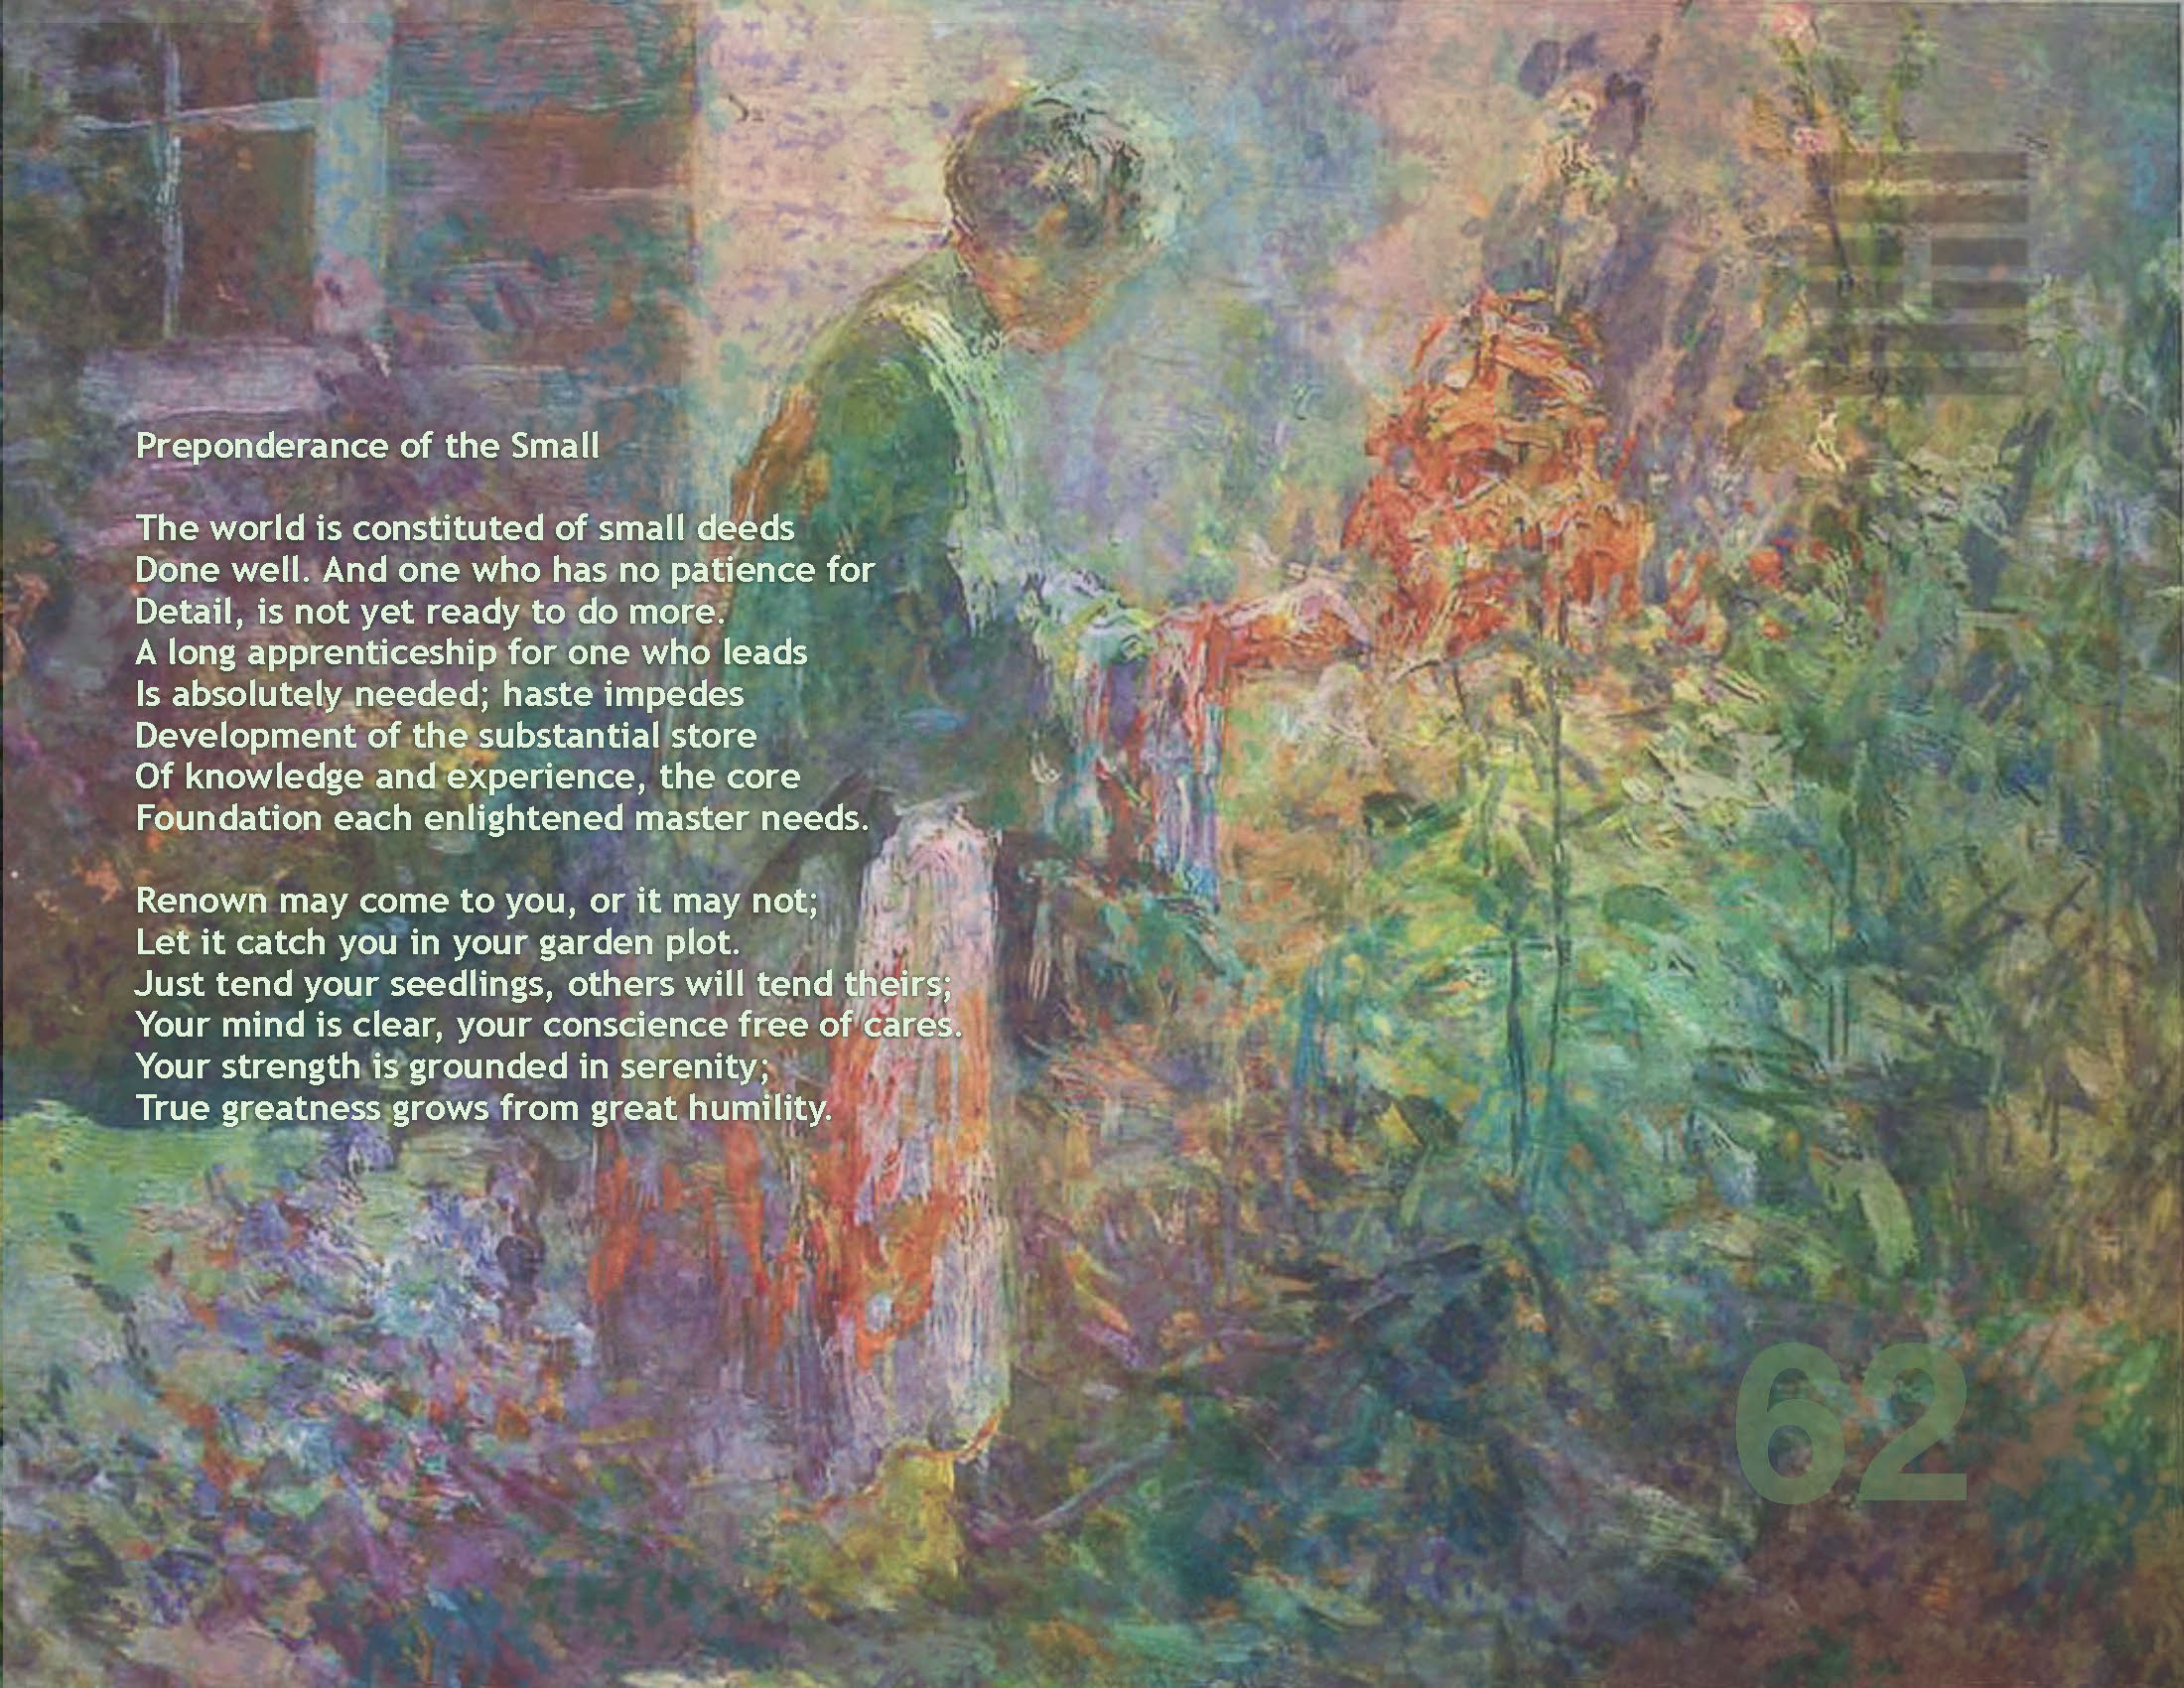 Preponderance of the Small
The world is constituted of small deeds
Done well. And one who has no patience for
Detail, is not yet ready to do more.
A long apprenticeship for one who leads
Is absolutely needed; haste impedes
Development of the substantial store
Of knowledge and experience, the core
Foundation each enlightened master needs.
Renown may come to you, or it may not;
Let it catch you in your garden plot.
Just tend your seedlings, others will tend theirs;
Your mind is clear, your conscience free of cares.
Your strength is grounded in serenity;
True greatness grows from great humility.
62